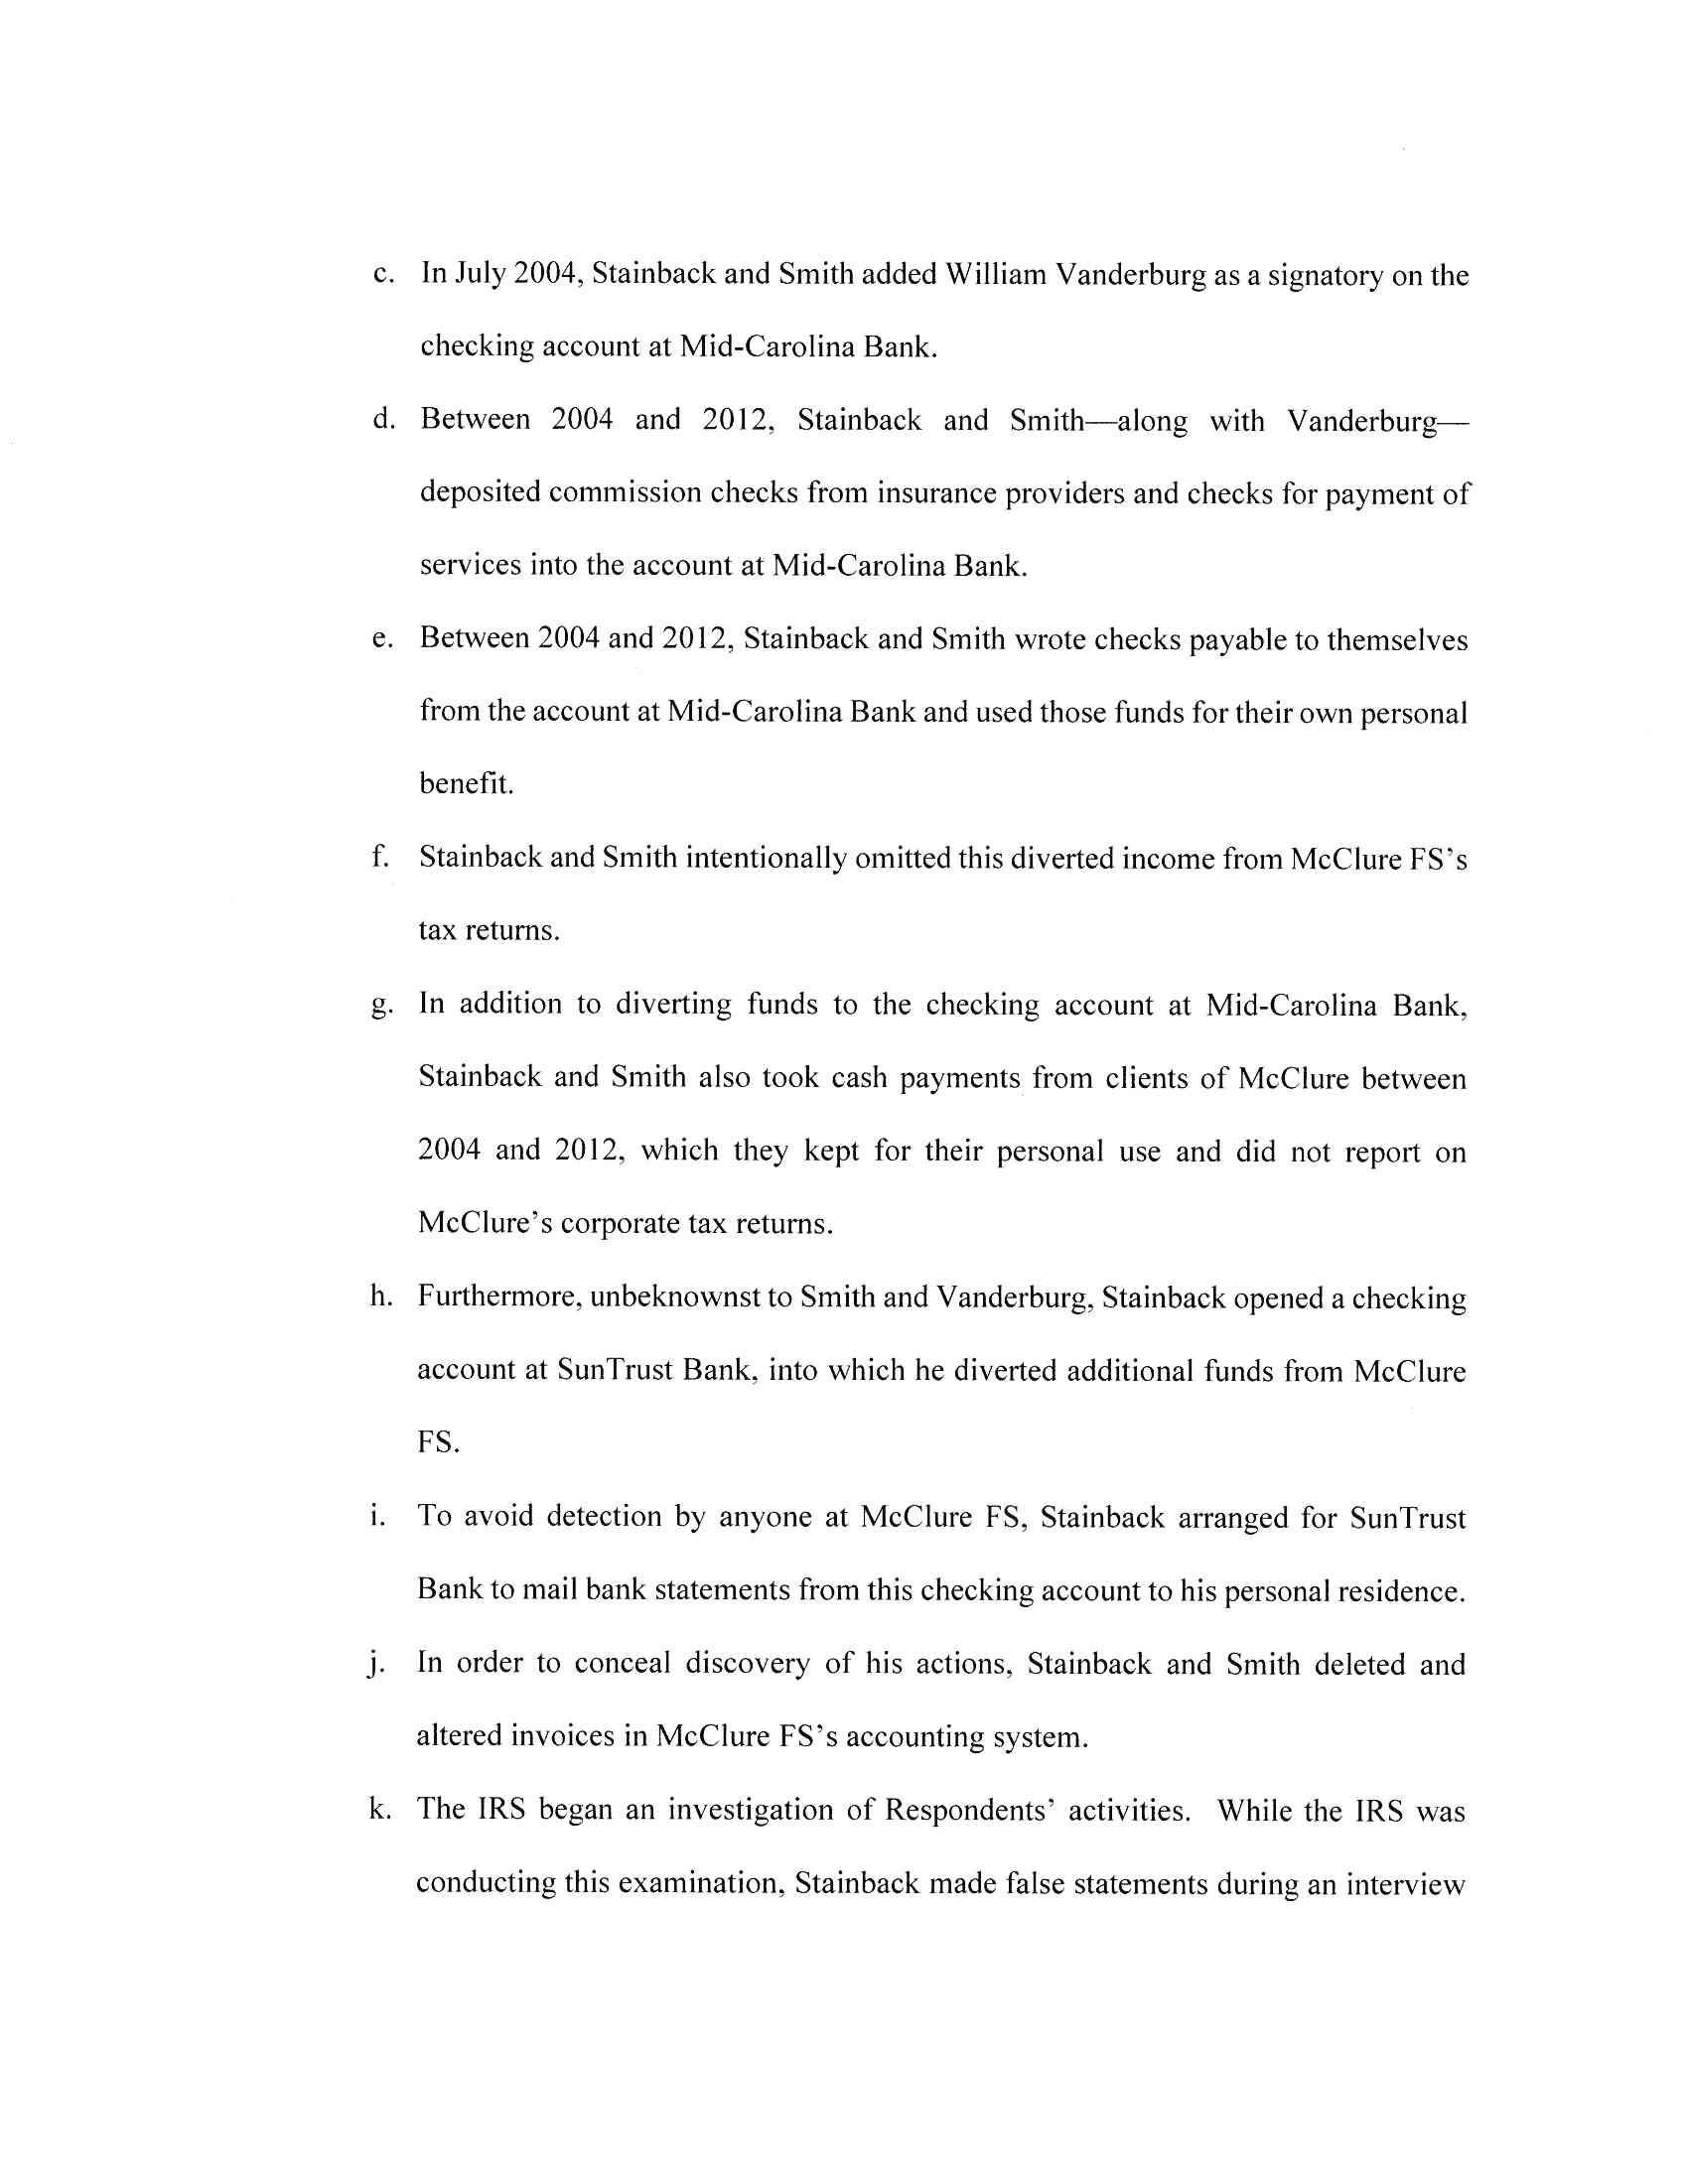 c. In July 2004, Stainback and Smith added William Vanderburg as a signatory on the
checking account at Mid-Carolina Bank.
d. Between 2004 and 2012, Stainback and Smith—along with Vanderburg—
deposited commission checks from insurance providers and checks for payment of
services into the account at Mid-Carolina Bank.
e. Between 2004 and 2012, Stainback and Smith wrote checks payable to themselves
from the account at Mid-Carolina Bank and used those funds for their own personal
benefit.
f. Stainback and Smith intentionally omitted this diverted income from McClure FS's
tax returns.
g. In addition to diverting funds to the checking account at Mid-Carolina Bank,
Stainback and Smith also took cash payments from clients of McClure between
2004 and 2012, which they kept for their personal use and did not report on
McClure's corporate tax returns.
h. Furthermore, unbeknownst to Smith and Vanderburg, Stainback opened a checking
account at SunTrust Bank, into which he diverted additional funds from McClure
FS.
i. To avoid detection by anyone at McClure FS, Stainback arranged for SunTrust
Bank to mail bank statements from this checking account to his personal residence.
j. In order to conceal discovery of his actions, Stainback and Smith deleted and
altered invoices in McClure FS's accounting system.
k. The IRS began an investigation of Respondents' activities. While the IRS was
conducting this examination, Stainback made false statements during an interview